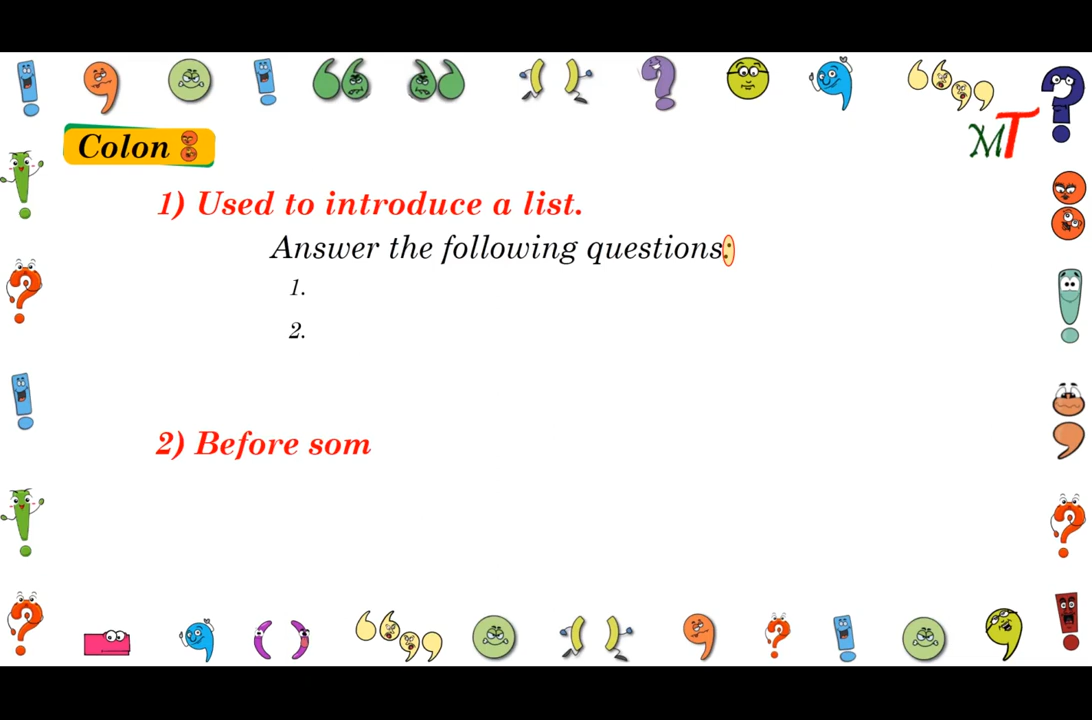 Colon
MT
1) Used to introduce a list.
Answer the following questions:
1.
2.
2) Before som